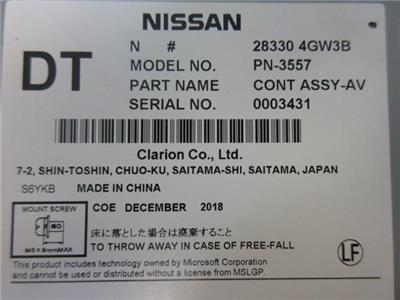 NISSAN
DT
N # 28330 4GW3B
MODEL NO. PN-3557
PART NAME CONT ASSY-AV
SERIAL NO. 0003431
Clarion Co., Ltd.
7-2, SHIN-TOSHIN, CHUO-KU, SAITAMA-SHI, SAITAMA, JAPAN
S6YKB MADE IN CHINA
MOUNT SCREW
COE DECEMBER 2018
M5×8mmMAX
床に落とした場合は廃棄すること
TO THROW AWAY IN CASE OF FREE-FALL
LF
This product includes technology owned by Microsoft Corporation
and cannot be used or distributed without a license from MSLGP.